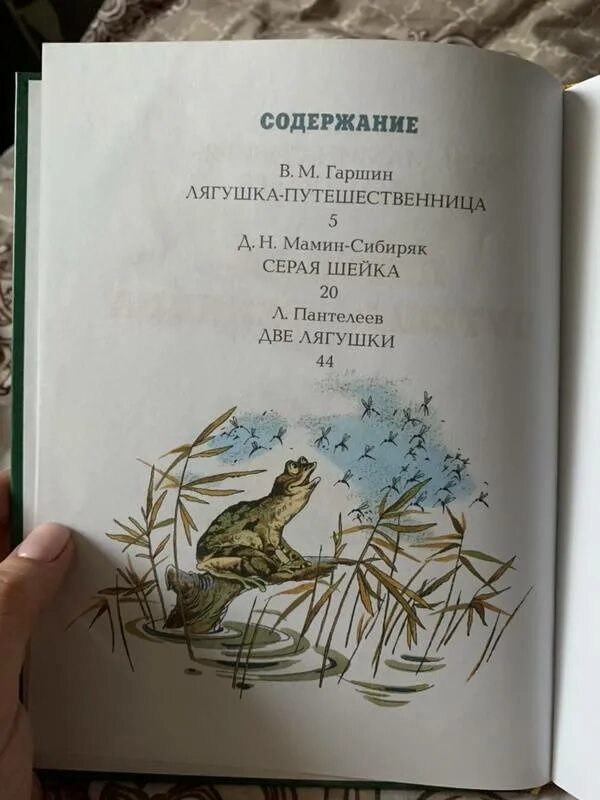 СОДЕРЖАНИЕ
В. М. Гаршин
ЛЯГУШКА-ПУТЕШЕСТВЕННИЦА
5
Д. Н. Мамин-Сибиряк
СЕРАЯ ШЕЙКА
20
Л. Пантелеев
ДВЕ ЛЯГУШКИ
44